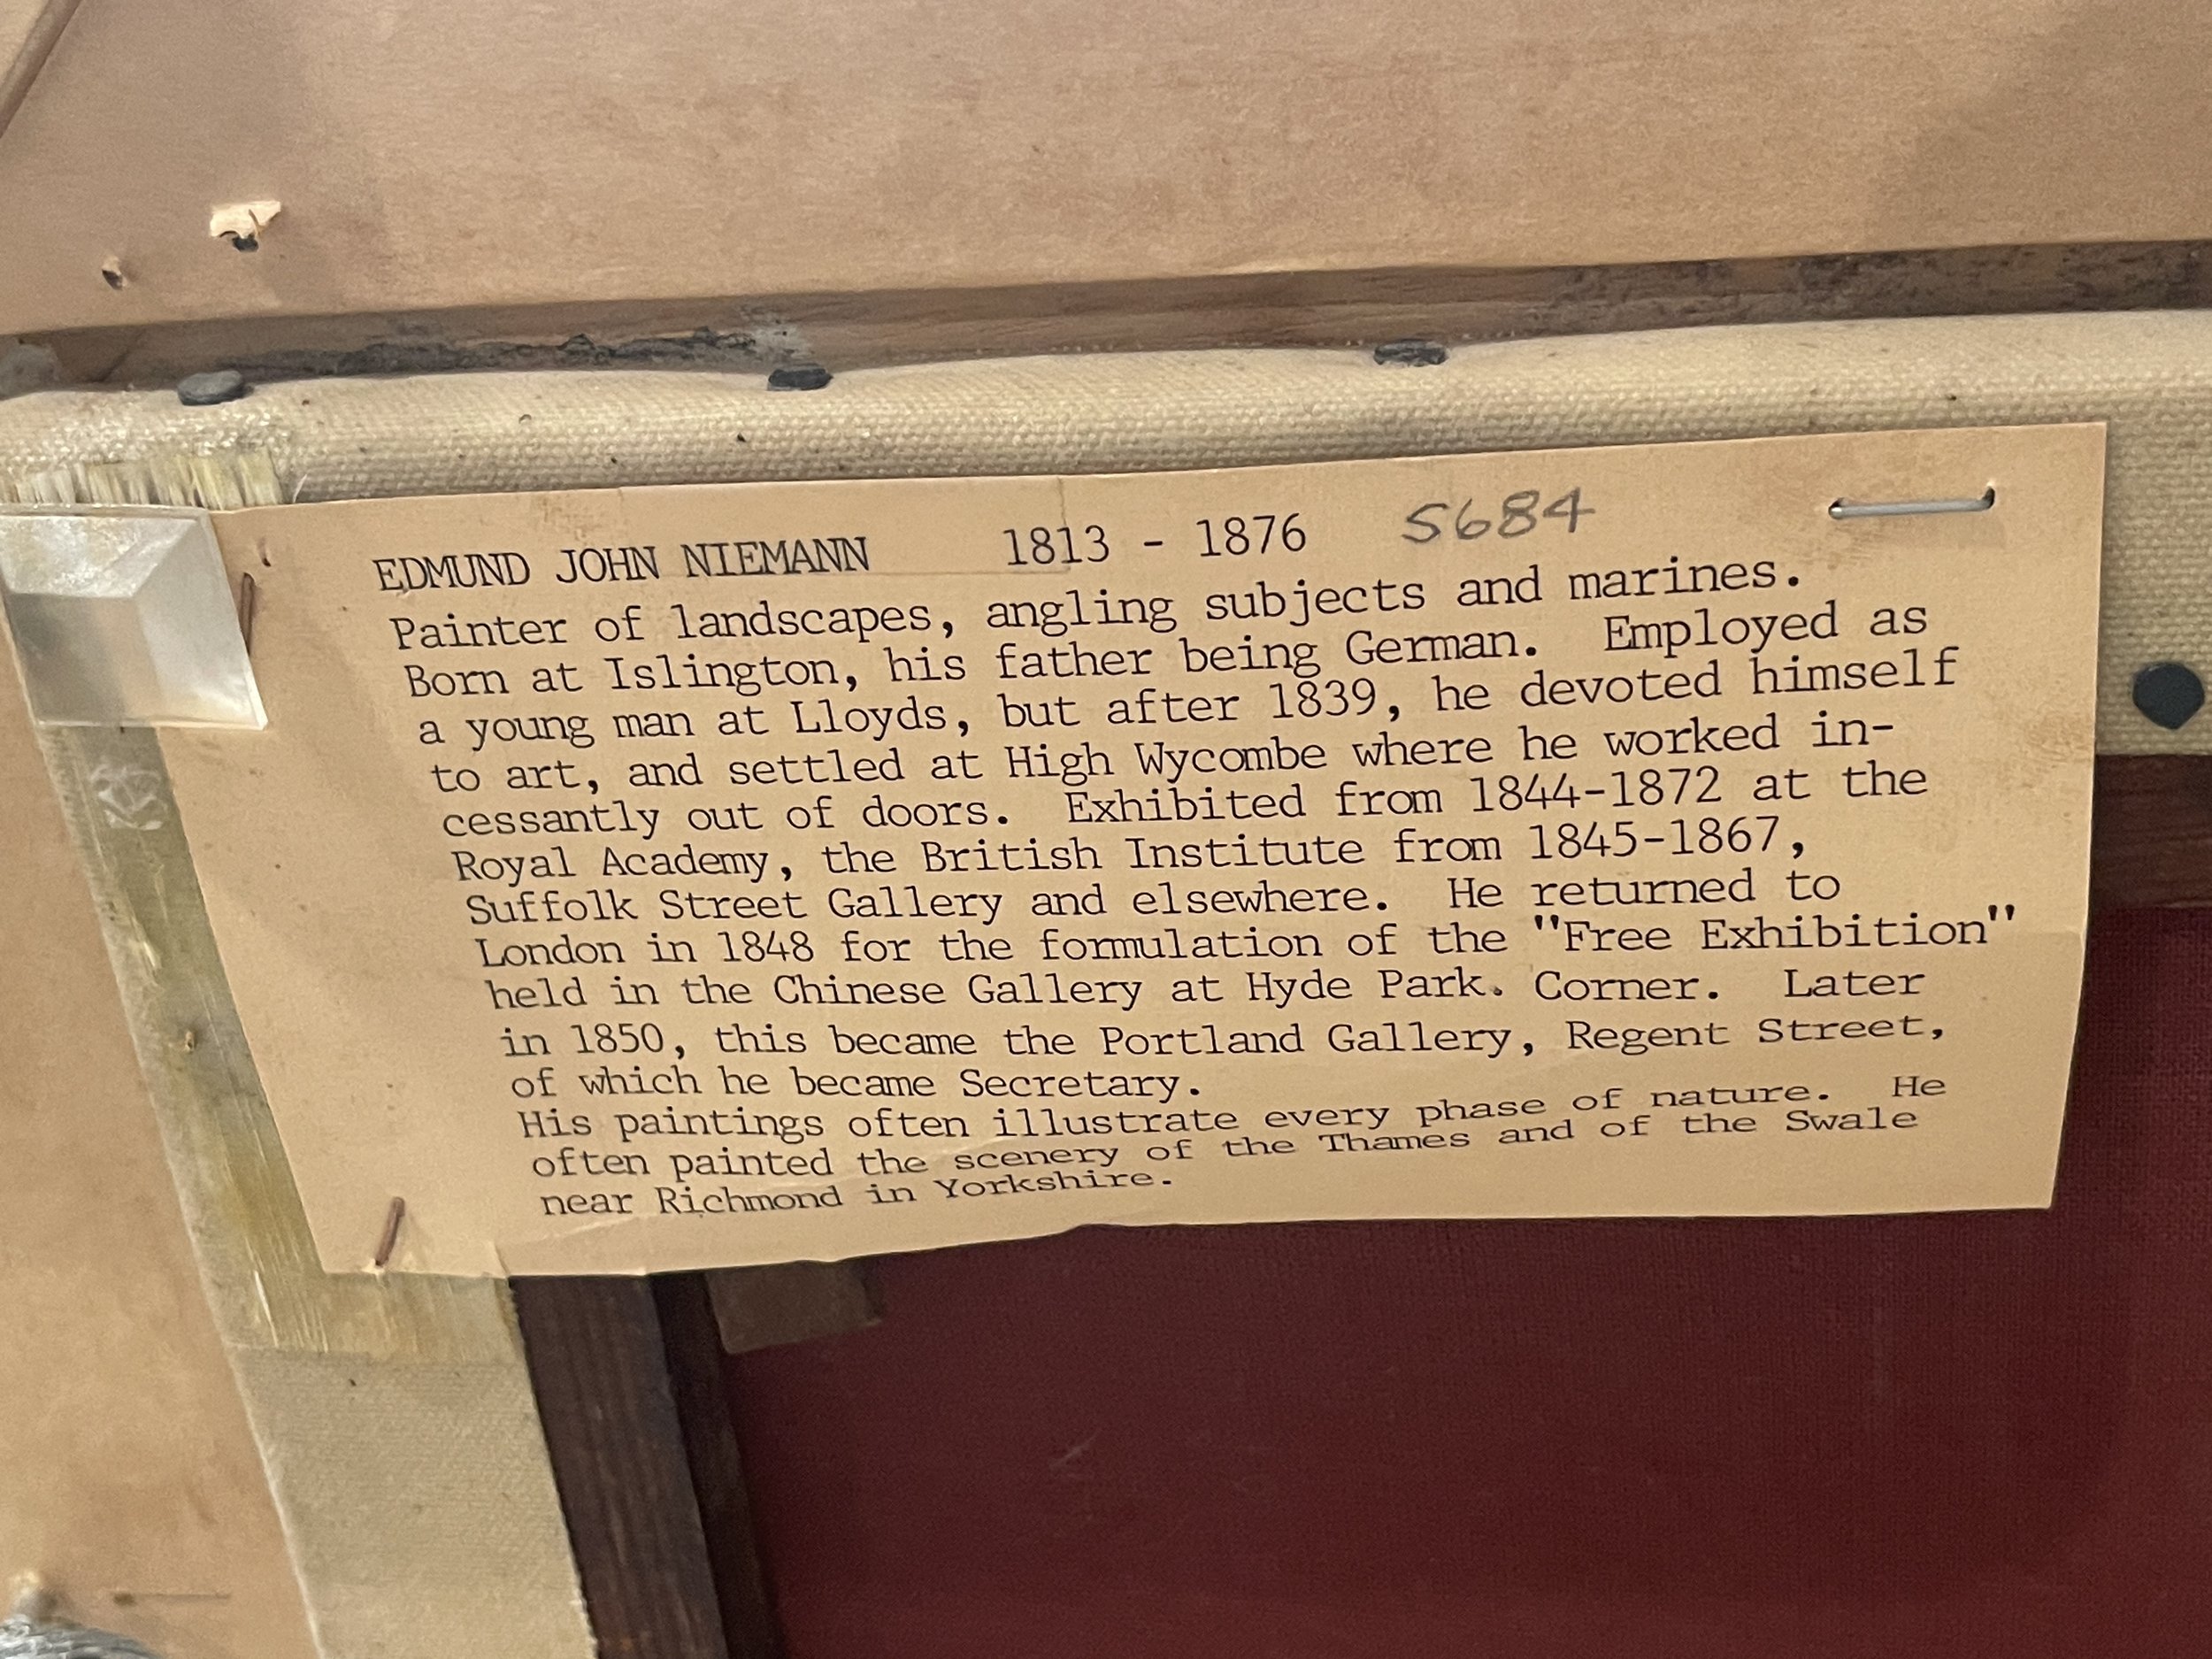 EDMUND JOHN NIEMANN 1813 - 1876 5684
Painter of landscapes, angling subjects and marines.
Born at Islington, his father being German. Employed as
a young man at Lloyds, but after 1839, he devoted himself
to art, and settled at High Wycombe where he worked in-
cessantly out of doors. Exhibited from 1844-1872 at the
Royal Academy, the British Institute from 1845-1867,
Suffolk Street Gallery and elsewhere. He returned to
London in 1848 for the formulation of the "Free Exhibition"
held in the Chinese Gallery at Hyde Park. Corner. Later
in 1850, this became the Portland Gallery, Regent Street,
of which he became Secretary.
His paintings often illustrate every phase of nature. He
often painted the scenery of the Thames and of the Swale
near Richmond in Yorkshire.